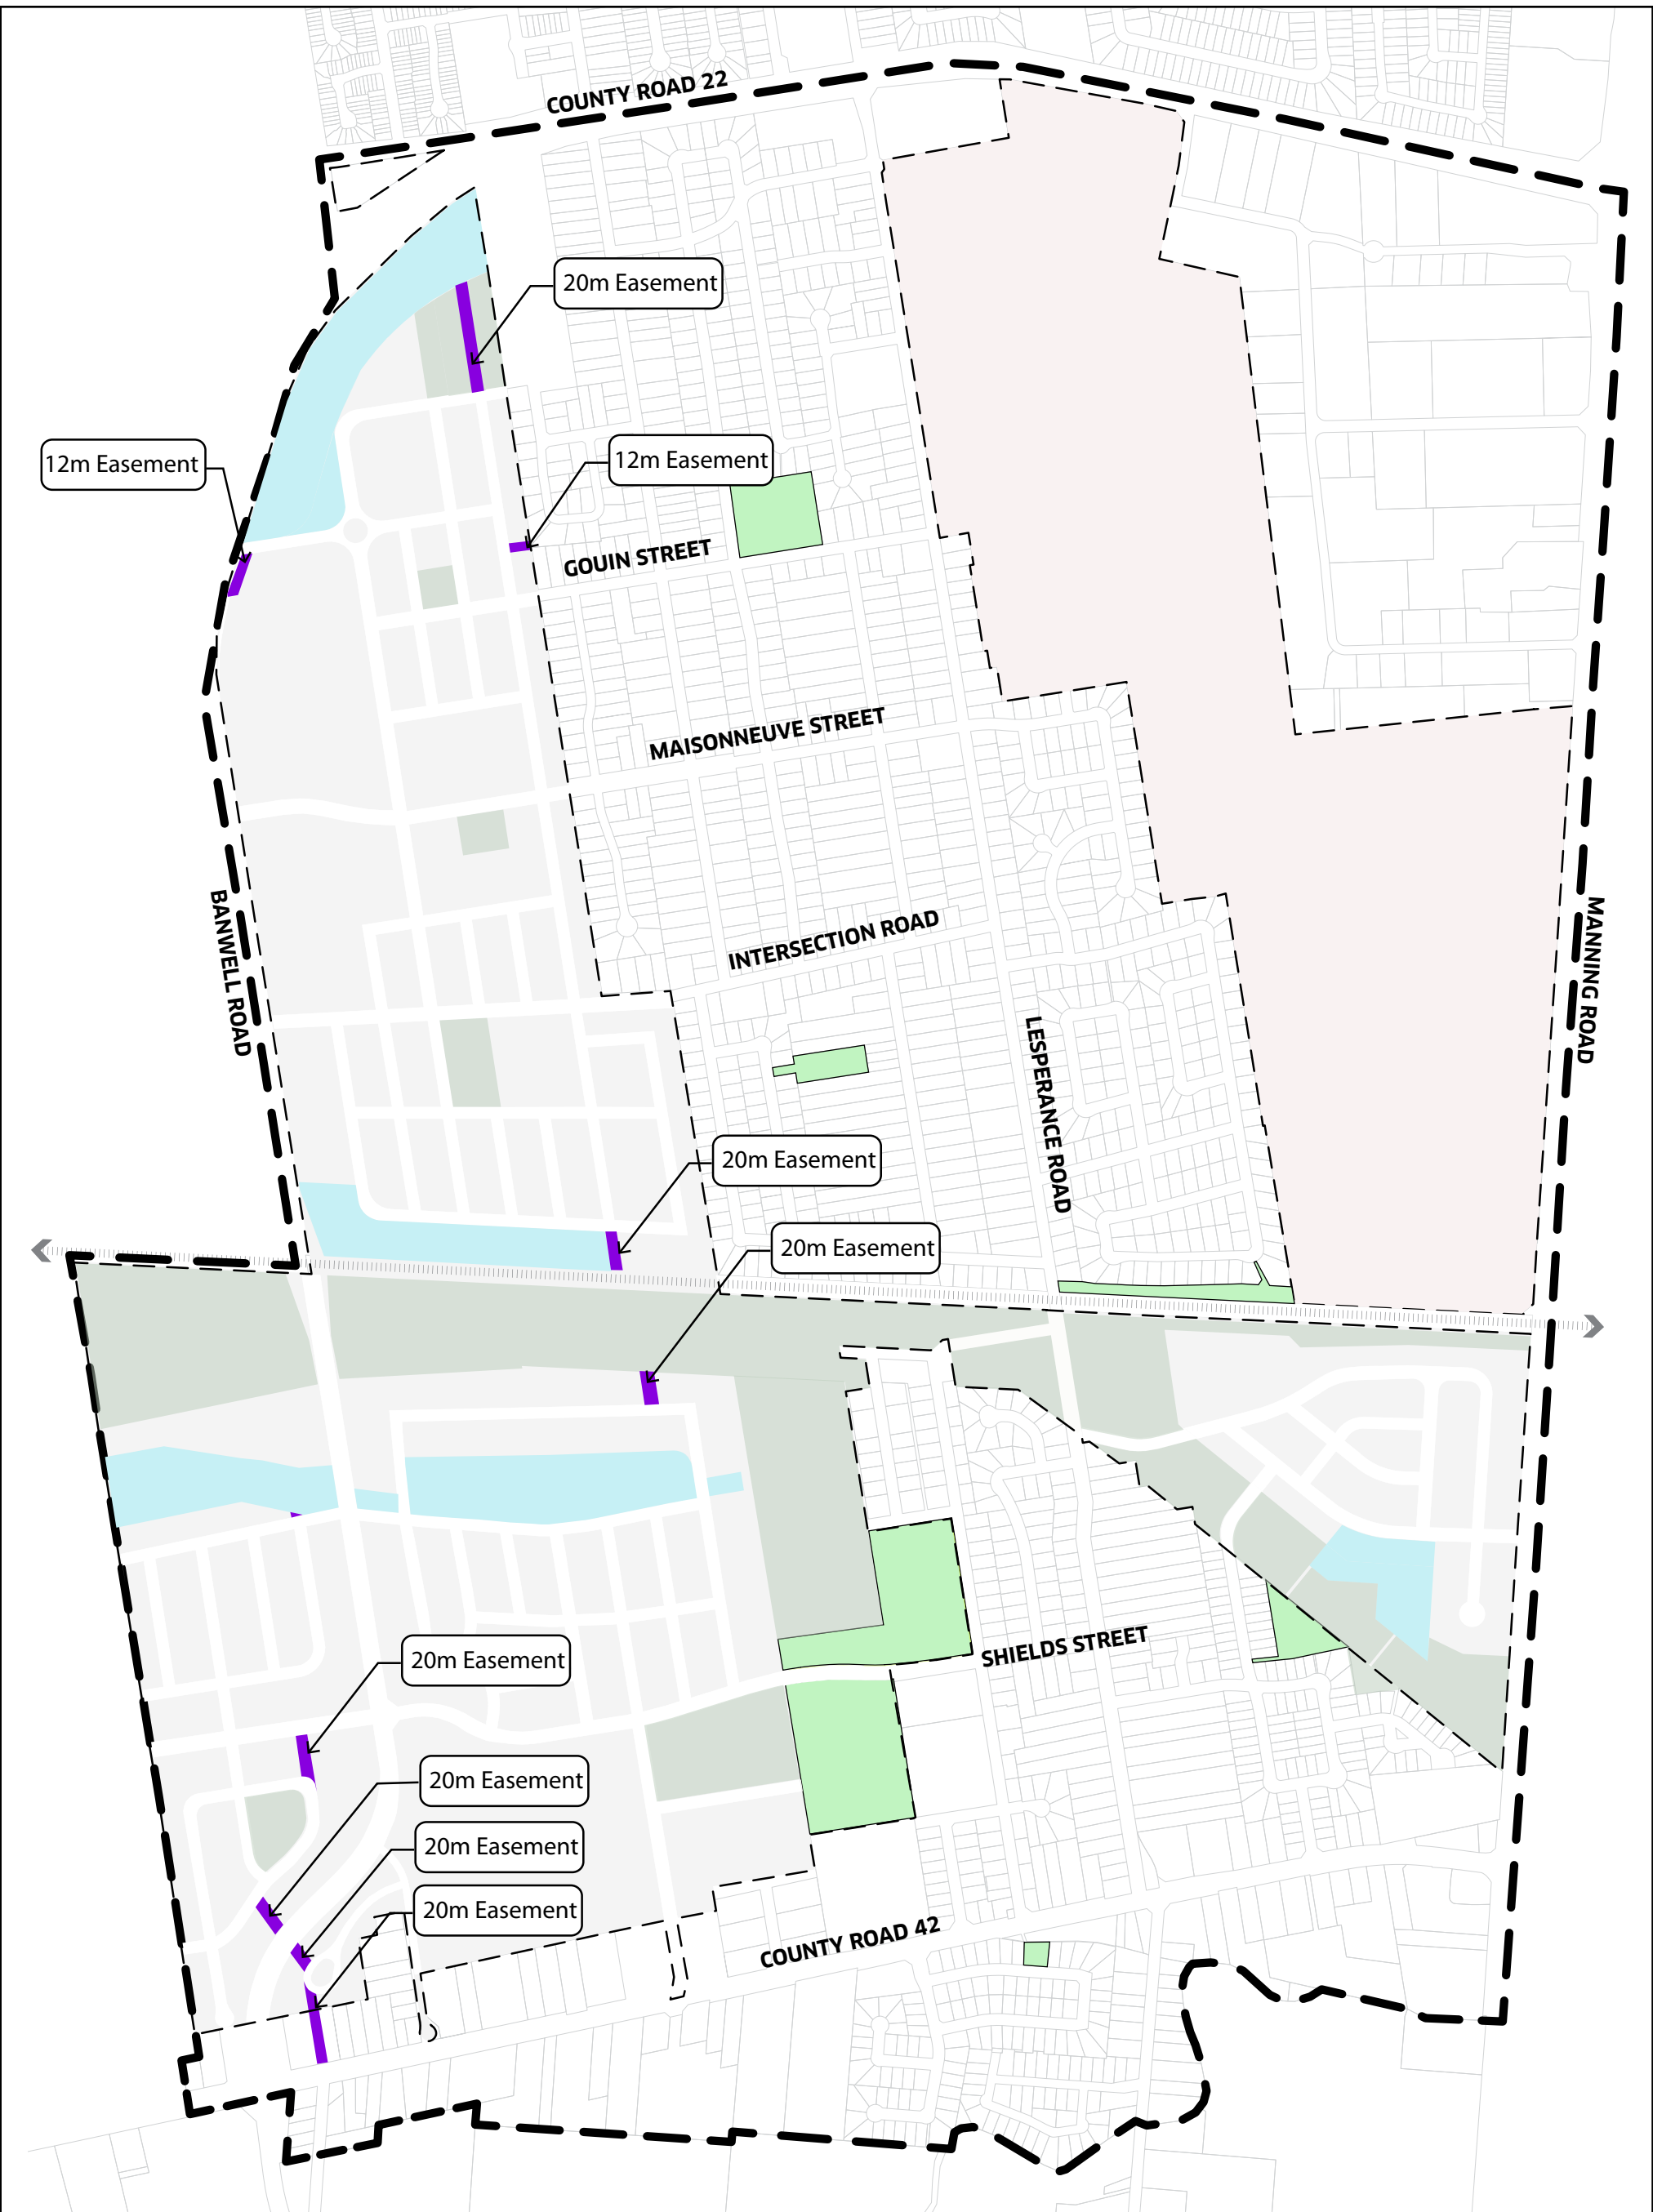 COUNTY ROAD 22
20m Easement
12m Easement
12m Easement
GOUIN STREET
MAISONNEUVE STREET
BANWELL ROAD
INTERSECTION ROAD
MANNING ROAD
LESPERANCE ROAD
20m Easement
20m Easement
SHIELDS STREET
20m Easement
20m Easement
20m Easement
20m Easement
COUNTY ROAD 42